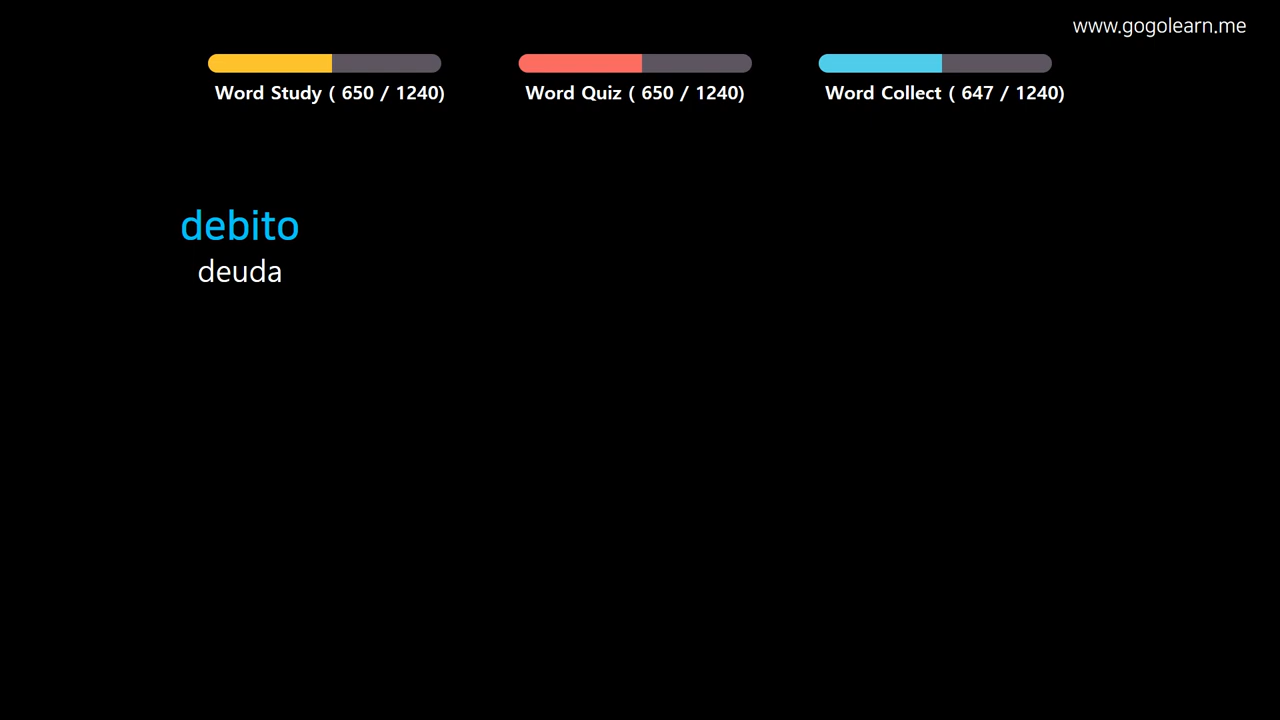 www.gogolearn.me
Word Study ( 650 / 1240)
Word Quiz ( 650 / 1240)
Word Collect ( 647 / 1240)
debito
deuda